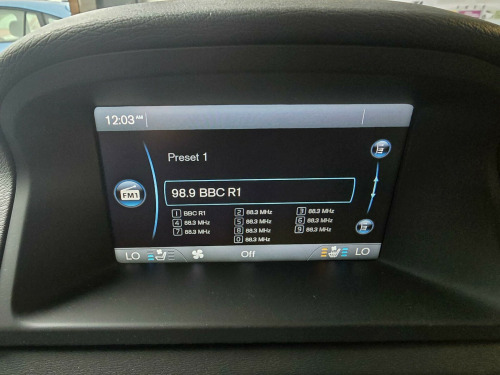 12:03AM
Preset 1
FM1
98.9 BBC R1
1 BBC R1 2 88.3 MHz 3 88.3 MHz
4 88.3 MHz 5 88.3 MHz 6 88.3 MHz
7 88.3 MHz 8 88.3 MHz 9 88.3 MHz
0 88.3 MHz
LO Off LO